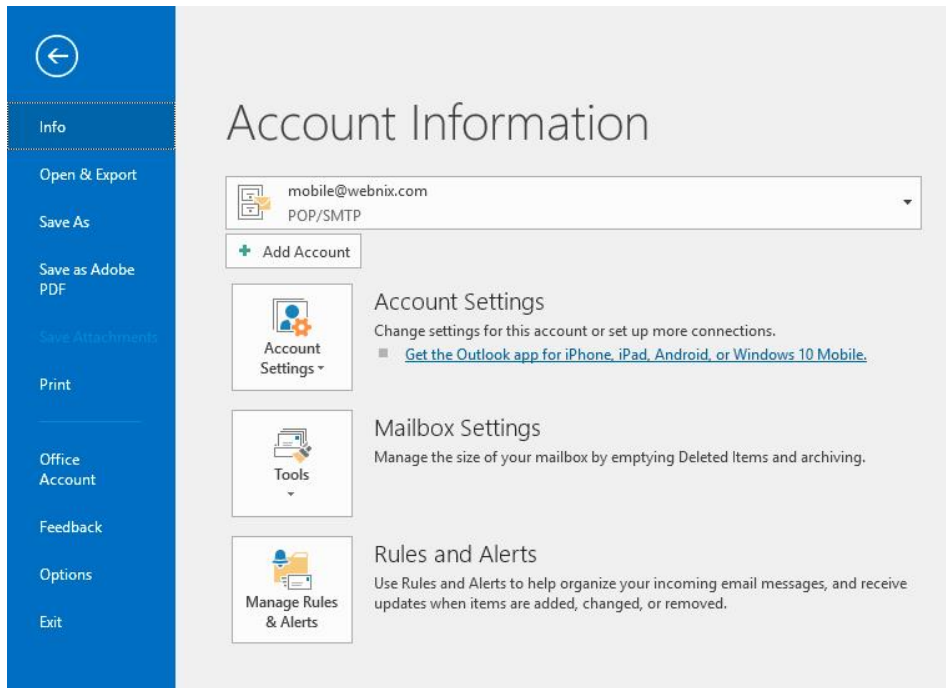 Info
Open & Export
Save As
Save as Adobe
PDF
Save Attachments
Print
Office
Account
Feedback
Options
Exit
Account Information
mobile@webnix.com
POP/SMTP
Add Account
Account
Settings
Account Settings
Change settings for this account or set up more connections.
Get the Outlook app for iPhone, iPad, Android, or Windows 10 Mobile.
Tools
Mailbox Settings
Manage the size of your mailbox by emptying Deleted Items and archiving.
Manage Rules
& Alerts
Rules and Alerts
Use Rules and Alerts to help organize your incoming email messages, and receive
updates when items are added, changed, or removed.